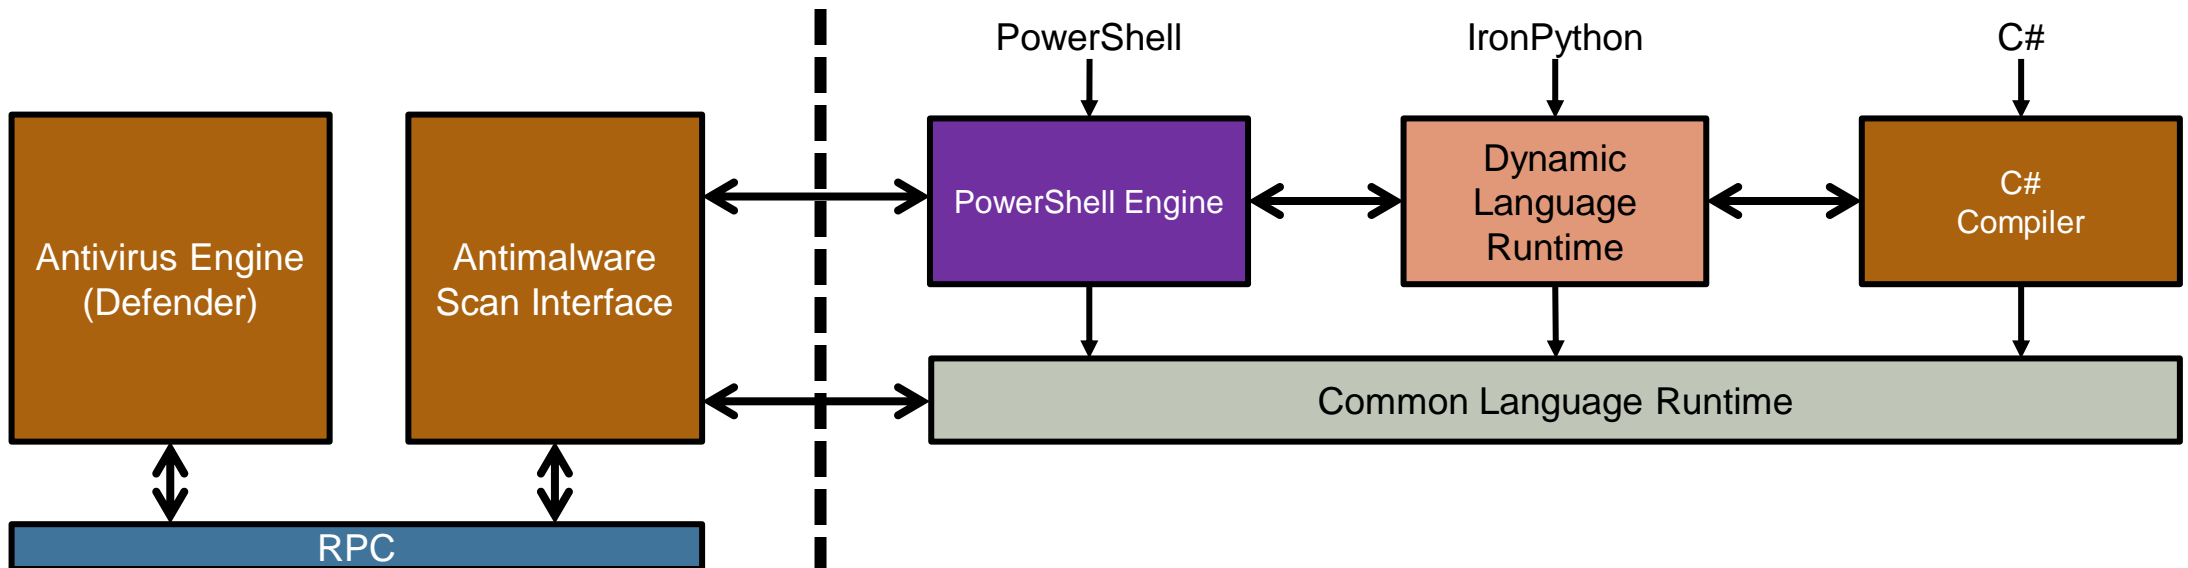 PowerShell
IronPython
C#
Antivirus Engine
(Defender)
Antimalware
Scan Interface
PowerShell Engine
Dynamic
Language
Runtime
C#
Compiler
Common Language Runtime
RPC